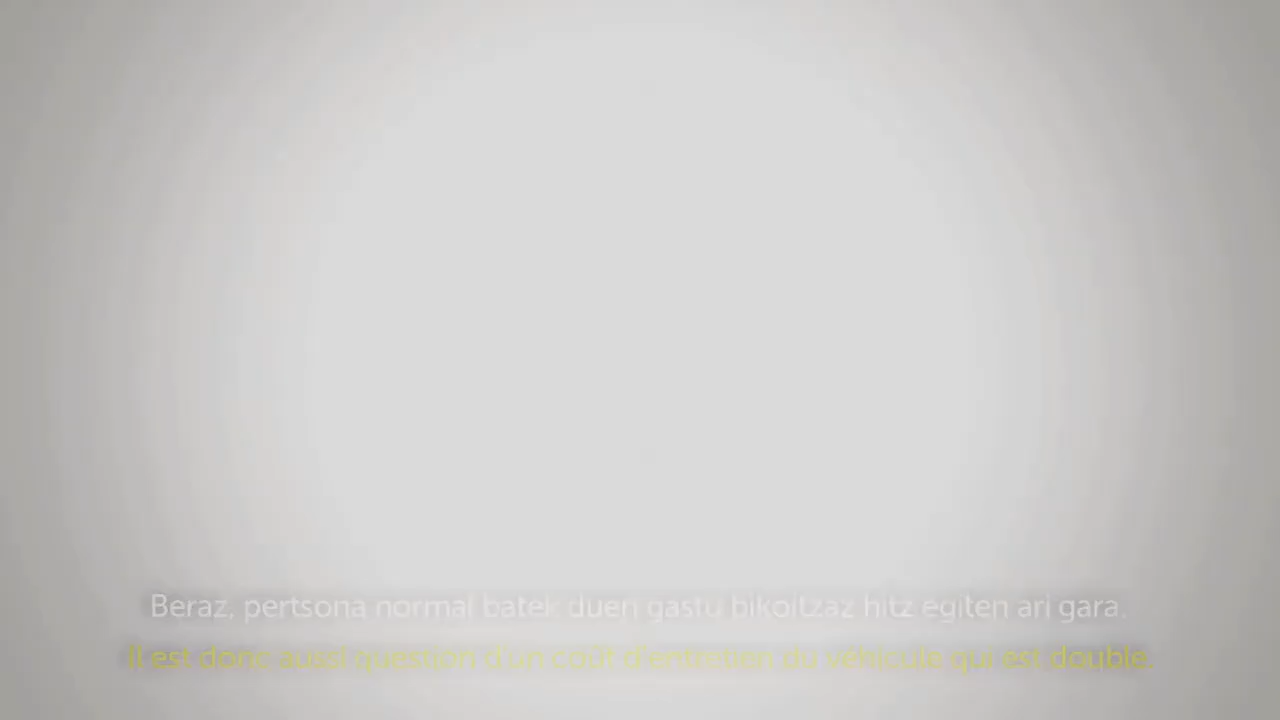 Beraz, pertsona normal batek duen gastu bikoitzaz hitz egiten ari gara.
Il est donc aussi question d'un coût d'entretien du véhicule qui est double.